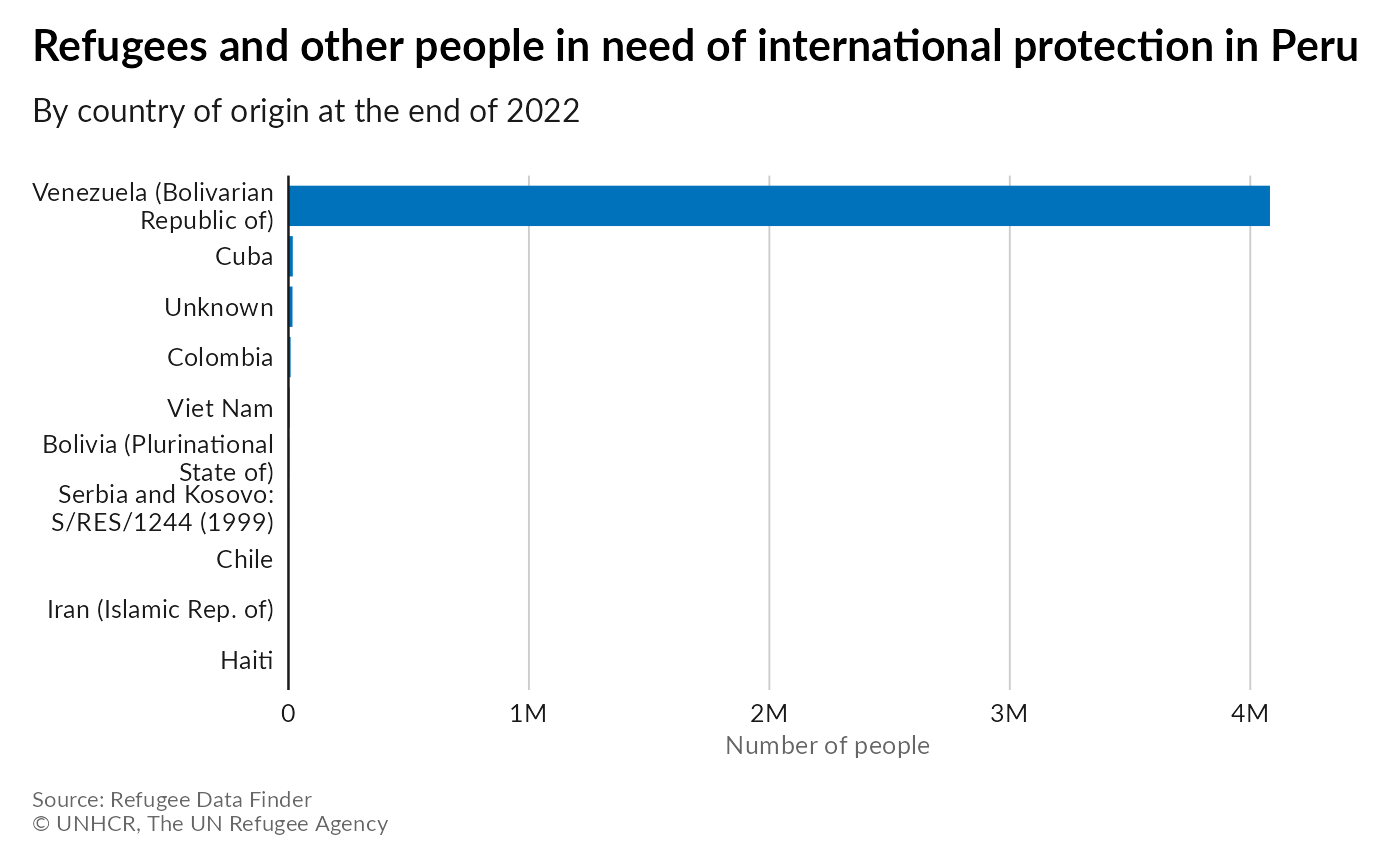 Refugees and other people in need of international protection in Peru
By country of origin at the end of 2022
Venezuela (Bolivarian
Republic of)
Cuba
Unknown
Colombia
Viet Nam
Bolivia (Plurinational
State of)
Serbia and Kosovo:
S/RES/1244 (1999)
Chile
Iran (Islamic Rep. of)
Haiti
0 1M 2M 3M 4M
Number of people
Source: Refugee Data Finder
© UNHCR, The UN Refugee Agency